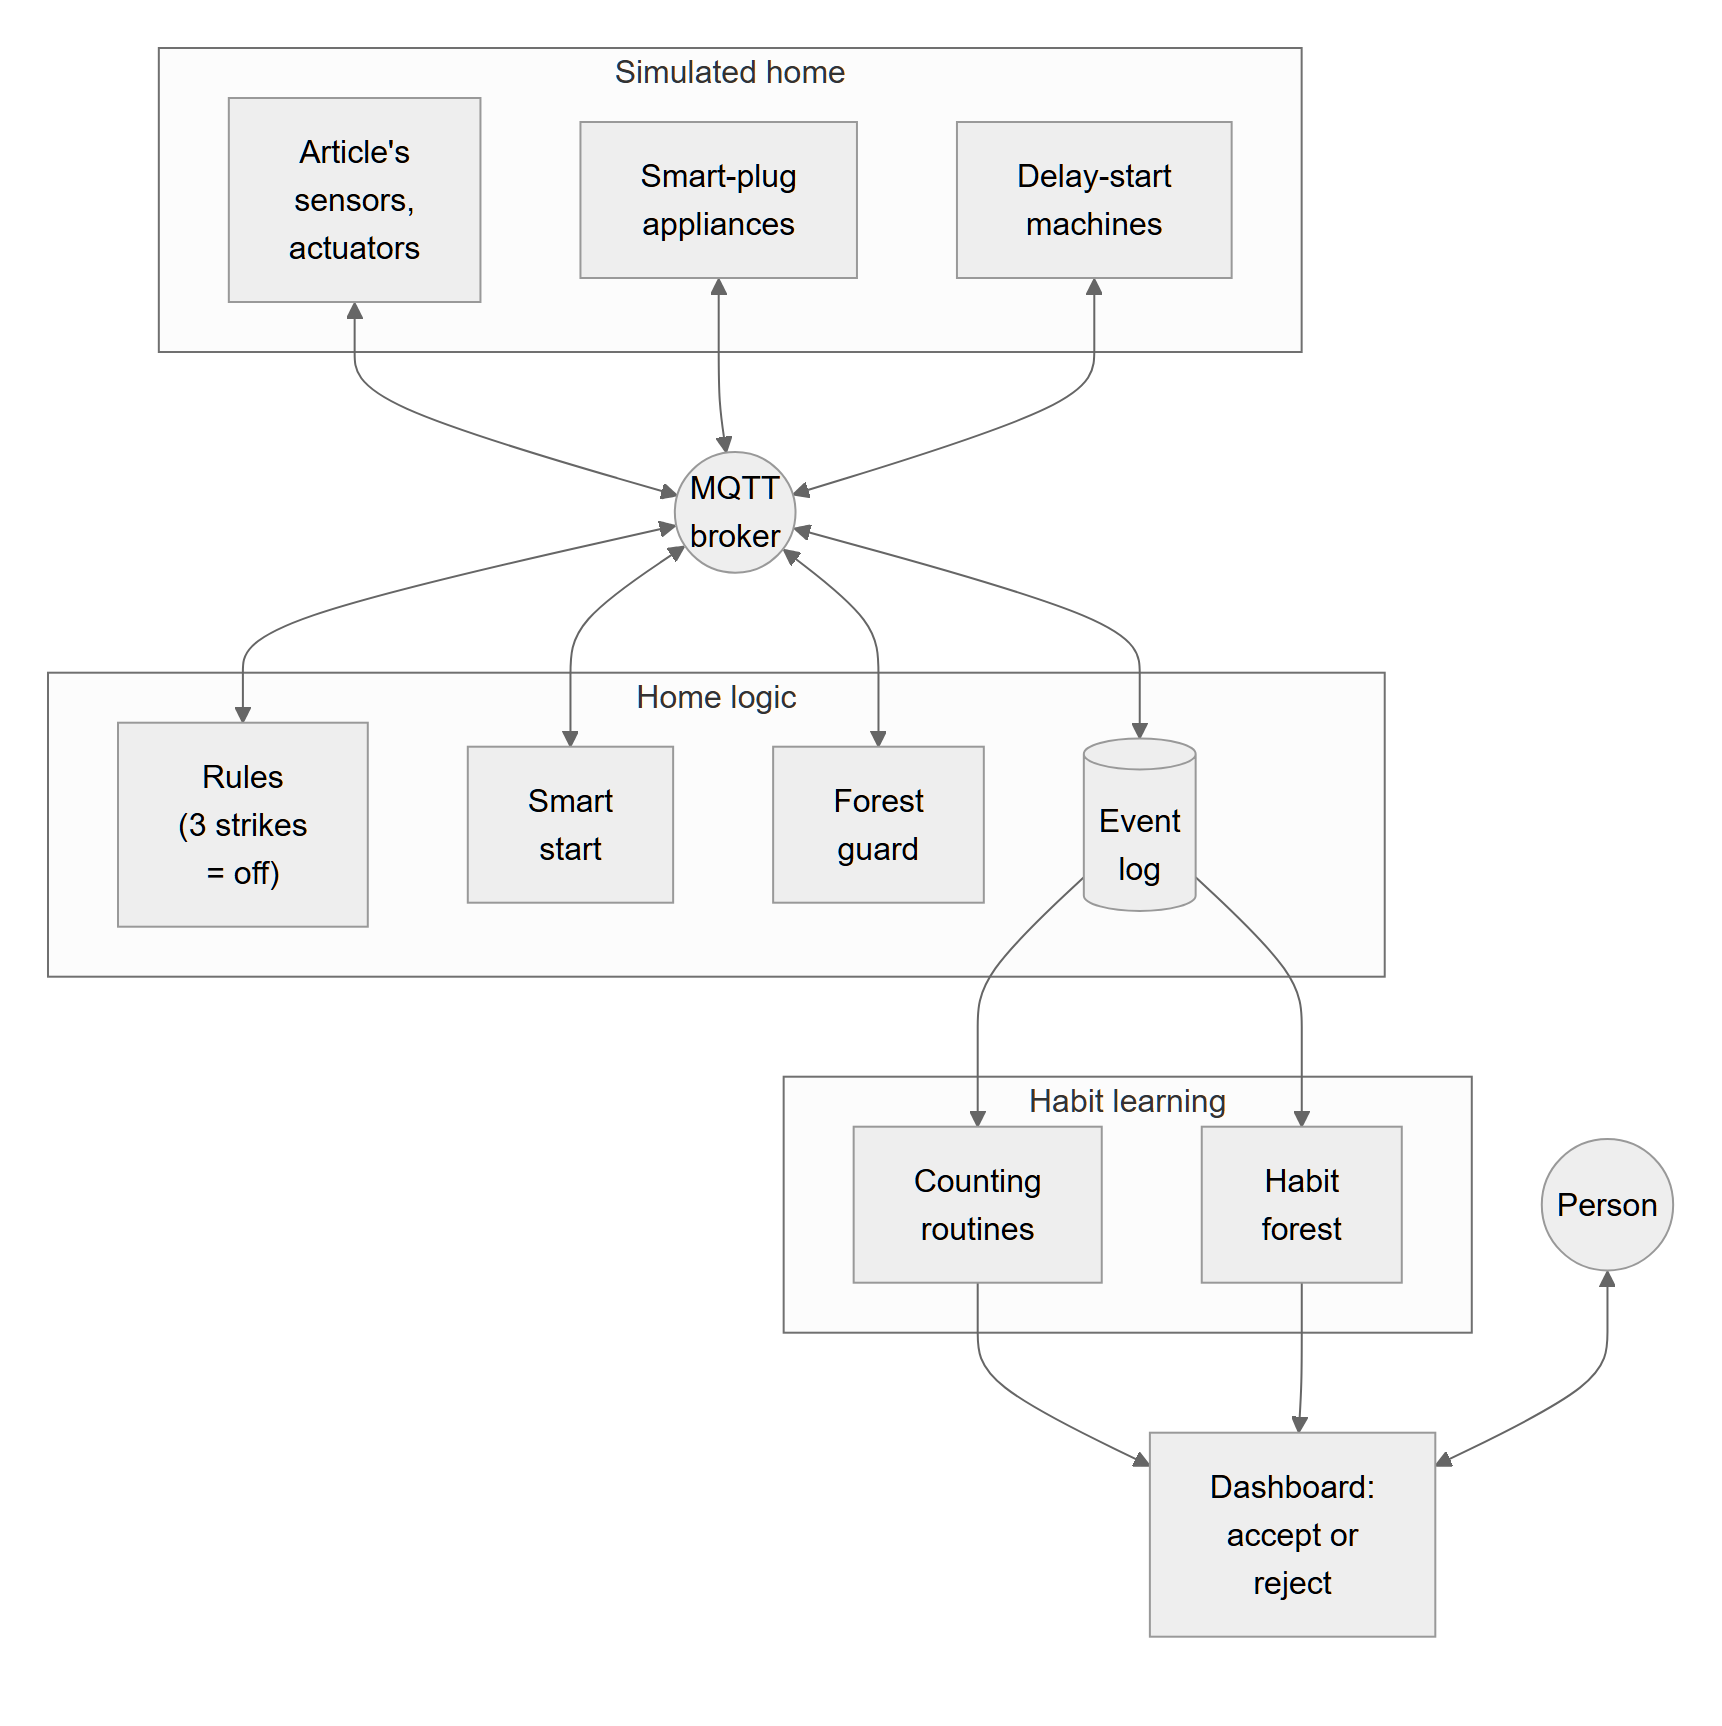 Simulated home
Article's
sensors,
actuators
Smart-plug
appliances
Delay-start
machines
MQTT
broker
Home logic
Rules
(3 strikes
= off)
Smart
start
Forest
guard
Event
log
Habit learning
Counting
routines
Habit
forest
Person
Dashboard:
accept or
reject